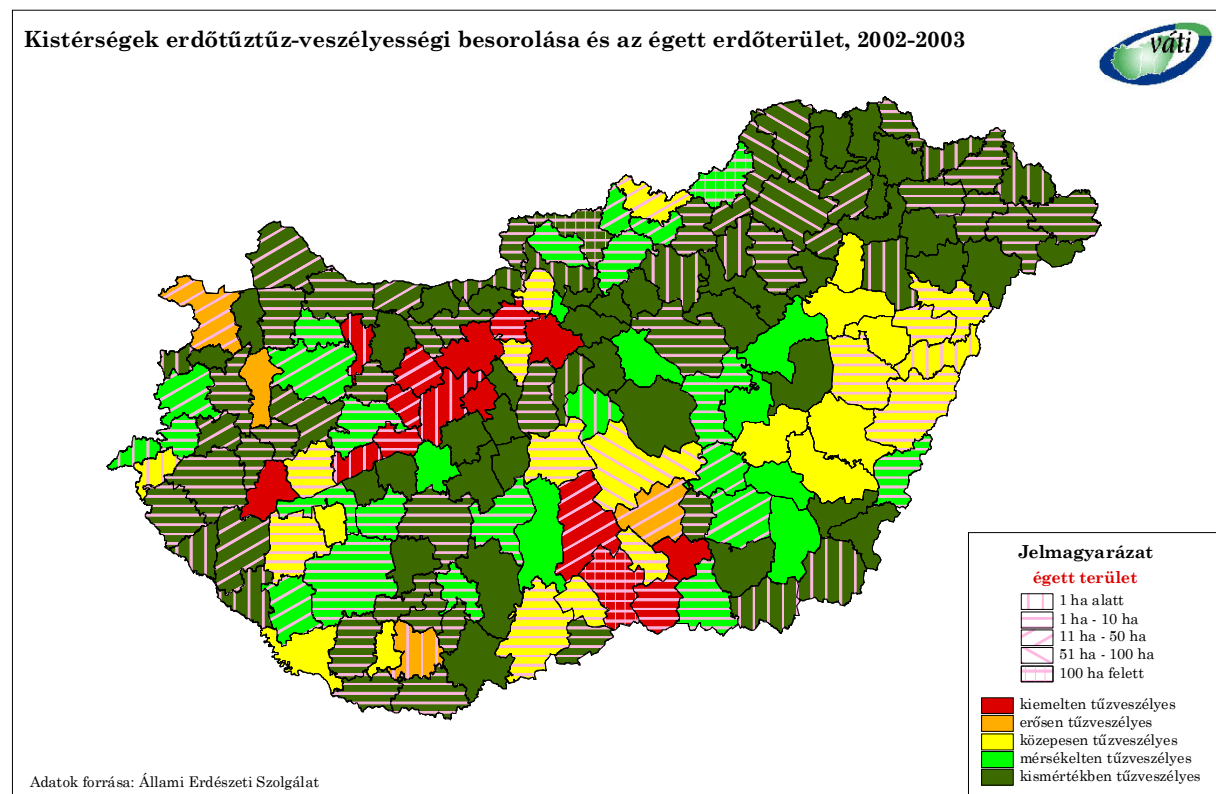 Kistérségek erdőtűztűz-veszélyességi besorolása és az égett erdőterület, 2002-2003
váti
Jelmagyarázat
égett terület
1 ha alatt
1 ha - 10 ha
11 ha - 50 ha
51 ha - 100 ha
100 ha felett
kiemelten tűzveszélyes
erősen tűzveszélyes
közepesen tűzveszélyes
mérsékelten tűzveszélyes
kismértékben tűzveszélyes
Adatok forrása: Állami Erdészeti Szolgálat